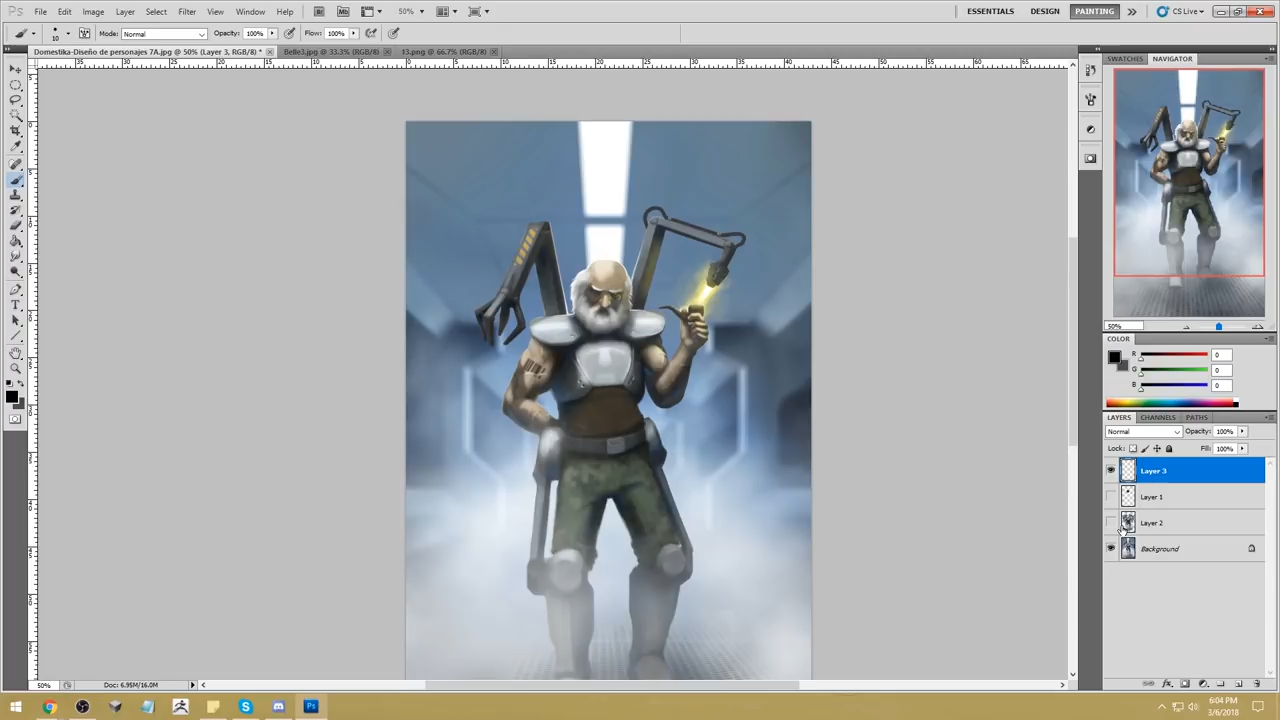 Ps File Edit Image Layer Select Filter View Window Help Br Mb 50% ESSENTIALS DESIGN PAINTING CS Live
10 Mode: Normal Opacity: 100% Flow: 100%
Domestika-Diseño de personajes 7A.jpg @ 50% (Layer 3, RGB/8) * Belle3.jpg @ 33.3% (RGB/8) 13.png @ 66.7% (RGB/8)
SWATCHES NAVIGATOR
50%
COLOR
R 0
G 0
B 0
LAYERS CHANNELS PATHS
Normal Opacity: 100%
Lock: Fill: 100%
Layer 3
Layer 1
Layer 2
Background
50% Doc: 6.95M/16.0M
6:04 PM
3/6/2018